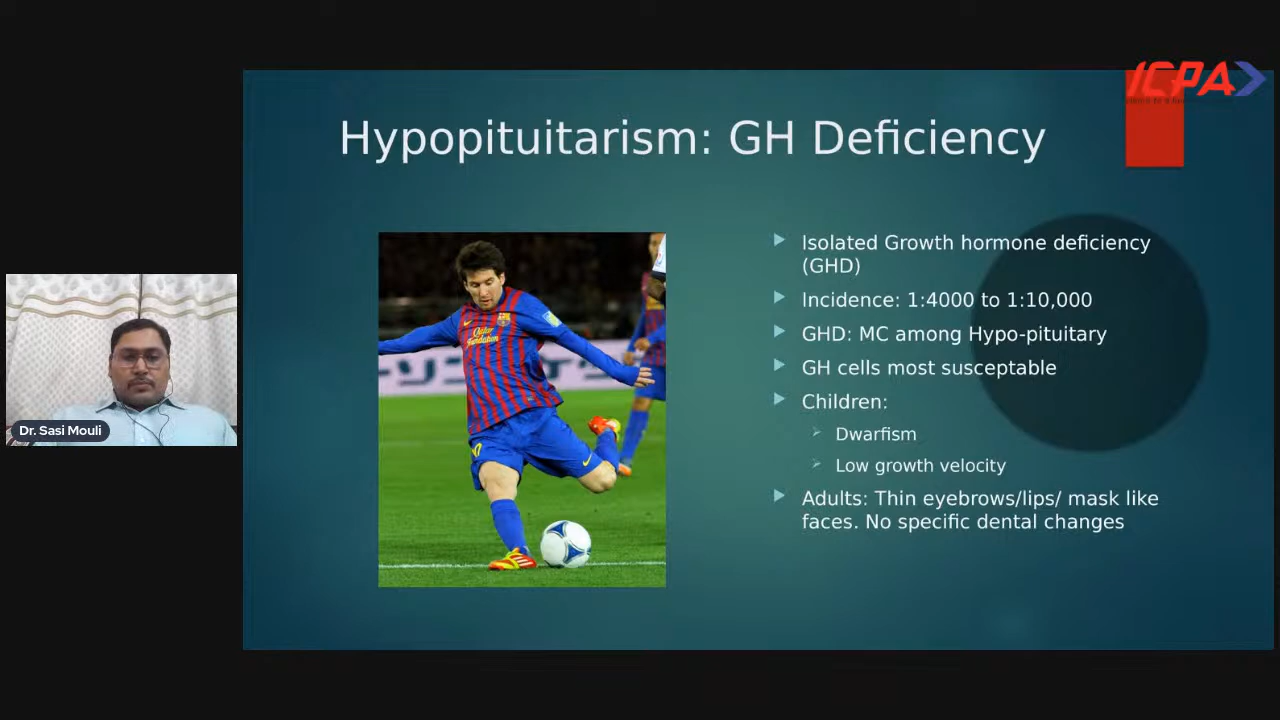 ICPA
Hypopituitarism: GH Deficiency
Isolated Growth hormone deficiency
(GHD)
Incidence: 1:4000 to 1:10,000
GHD: MC among Hypo-pituitary
GH cells most susceptable
Children:
Dwarfism
Low growth velocity
Adults: Thin eyebrows/lips/ mask like
faces. No specific dental changes
Qatar
Foundation
Dr. Sasi Mouli